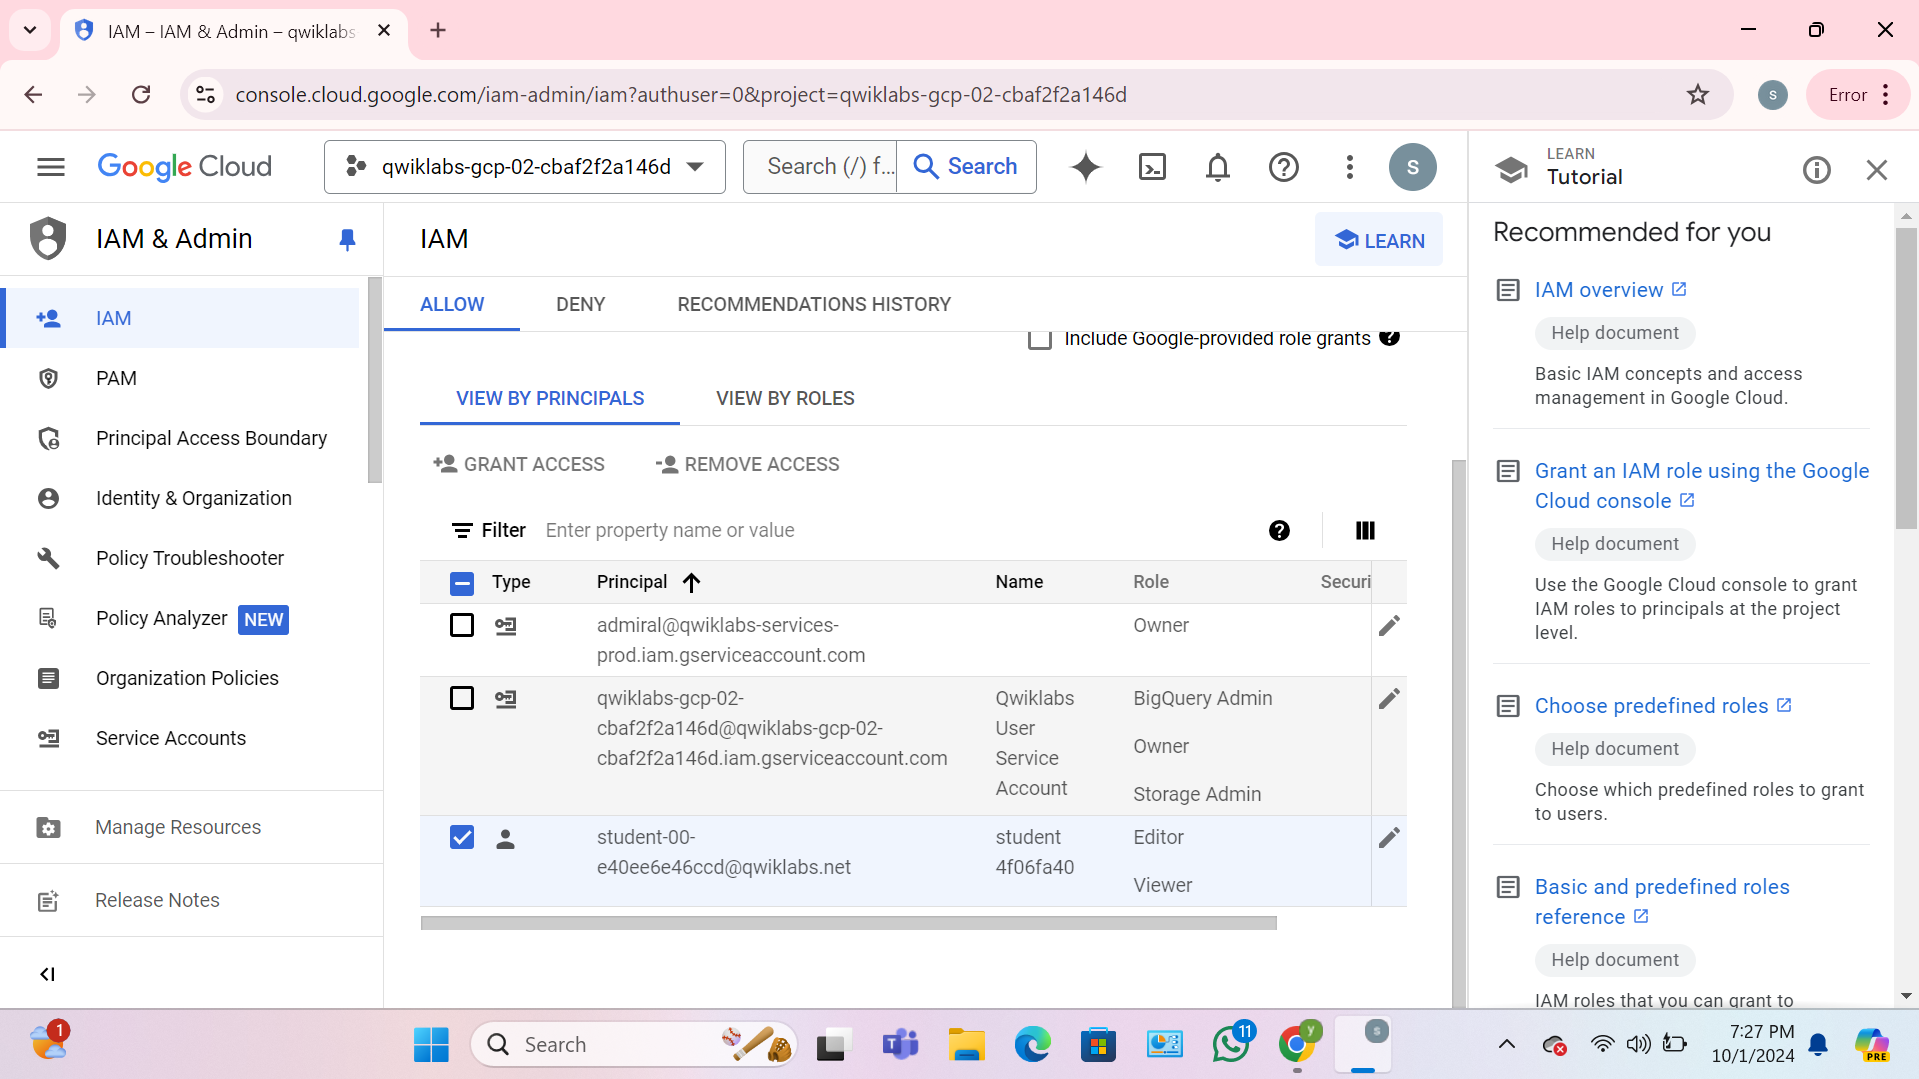 IAM – IAM & Admin – qwiklabs
console.cloud.google.com/iam-admin/iam?authuser=0&project=qwiklabs-gcp-02-cbaf2f2a146d
s
Error
Google Cloud
qwiklabs-gcp-02-cbaf2f2a146d
Search (/) f...
Search
S
LEARN
Tutorial
IAM & Admin
IAM
PAM
Principal Access Boundary
Identity & Organization
Policy Troubleshooter
Policy Analyzer NEW
Organization Policies
Service Accounts
Manage Resources
Release Notes
IAM
LEARN
ALLOW
DENY
RECOMMENDATIONS HISTORY
Include Google-provided role grants
VIEW BY PRINCIPALS
VIEW BY ROLES
GRANT ACCESS
REMOVE ACCESS
Filter
Enter property name or value
Type
Principal
Name
Role
Securi
admiral@qwiklabs-services-
prod.iam.gserviceaccount.com
Owner
qwiklabs-gcp-02-
cbaf2f2a146d@qwiklabs-gcp-02-
cbaf2f2a146d.iam.gserviceaccount.com
Qwiklabs
User
Service
Account
BigQuery Admin
Owner
Storage Admin
student-00-
e40ee6e46ccd@qwiklabs.net
student
4f06fa40
Editor
Viewer
Recommended for you
IAM overview
Help document
Basic IAM concepts and access
management in Google Cloud.
Grant an IAM role using the Google
Cloud console
Help document
Use the Google Cloud console to grant
IAM roles to principals at the project
level.
Choose predefined roles
Help document
Choose which predefined roles to grant
to users.
Basic and predefined roles
reference
Help document
IAM roles that you can grant to
1
Search
11
y
s
7:27 PM
10/1/2024
PRE